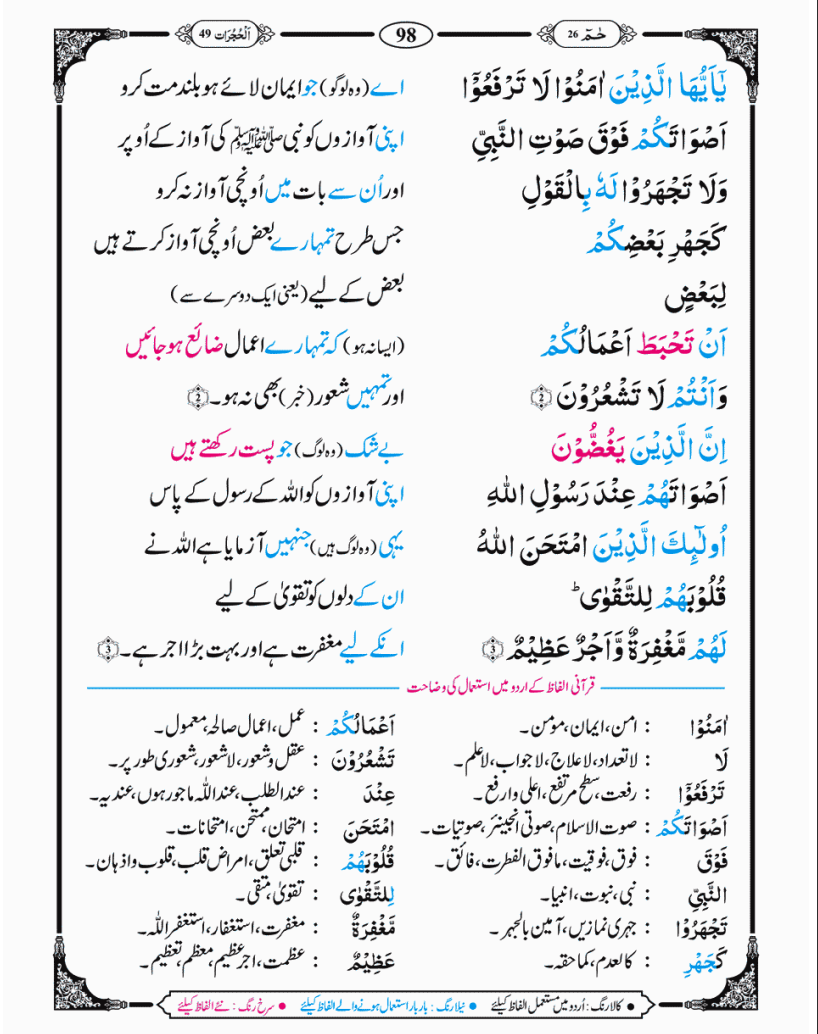 اَلْحُجُرَات 49
98
حٰمٓ 26
يٰۤاَيُّهَا الَّذِيْنَ اٰمَنُوْا لَا تَرْفَعُوْۤا اے (وہ لوگو) جو ایمان لائے ہو بلند مت کرو
اَصْوَاتَكُمْ فَوْقَ صَوْتِ النَّبِيِّ اپنی آوازوں کو نبی ﷺ کی آواز کے اُوپر
وَلَا تَجْهَرُوْا لَهٗ بِالْقَوْلِ اور اُن سے بات میں اُونچی آواز نہ کرو
كَجَهْرِ بَعْضِكُمْ جس طرح تمہارے بعض اُونچی آواز کرتے ہیں
لِبَعْضٍ بعض کے لیے (یعنی ایک دوسرے سے)
اَنْ تَحْبَطَ اَعْمَالُكُمْ (ایسا نہ ہو) کہ تمہارے اعمال ضائع ہو جائیں
وَاَنْتُمْ لَا تَشْعُرُوْنَ 2 اور تمہیں شعور (خبر) بھی نہ ہو۔ 2
اِنَّ الَّذِيْنَ يَغُضُّوْنَ بے شک (وہ لوگ) جو پست رکھتے ہیں
اَصْوَاتَهُمْ عِنْدَ رَسُوْلِ اللّٰهِ اپنی آوازوں کو اللہ کے رسول کے پاس
اُولٰٓئِكَ الَّذِيْنَ امْتَحَنَ اللّٰهُ یہی (وہ لوگ ہیں) جنہیں آزمایا ہے اللہ نے
قُلُوْبَهُمْ لِلتَّقْوٰى ؕ ان کے دلوں کو تقویٰ کے لیے
لَهُمْ مَّغْفِرَةٌ وَّاَجْرٌ عَظِيْمٌ 3 انکے لیے مغفرت ہے اور بہت بڑا اجر ہے۔ 3
قرآنی الفاظ کے اردو میں استعمال کی وضاحت
اٰمَنُوْا : امن، ایمان، مومن۔ اَعْمَالُكُمْ : عمل، اعمال صالحہ، معمول۔
لَا : لاتعداد، لاعلاج، لاجواب، لاعلم۔ تَشْعُرُوْنَ : عقل و شعور، لاشعور، شعوری طور پر۔
تَرْفَعُوْۤا : رفعت، سطح مرتفع، اعلی و ارفع۔ عِنْدَ : عندالطلب، عنداللہ ماجور ہوں، عندیہ۔
اَصْوَاتَكُمْ : صوت الاسلام، صوتی انجینئر، صوتیات۔ امْتَحَنَ : امتحان، ممتحن، امتحانات۔
فَوْقَ : فوق، فوقیت، مافوق الفطرت، فائق۔ قُلُوْبَهُمْ : قلبی تعلق، امراض قلب، قلوب و اذہان۔
النَّبِيِّ : نبی، نبوت، انبیا۔ لِلتَّقْوٰى : تقویٰ، متقی۔
تَجْهَرُوْا : جہری نمازیں، آمین بالجہر۔ مَّغْفِرَةٌ : مغفرت، استغفار، استغفر اللہ۔
كَجَهْرِ : کالعدم، کما حقہ۔ عَظِيْمٌ : عظمت، اجر عظیم، معظم، تعظیم۔
● کالا رنگ : اُردو میں مستعمل الفاظ کیلئے ● نیلا رنگ : بار بار استعمال ہونے والے الفاظ کیلئے ● سرخ رنگ : نئے الفاظ کیلئے